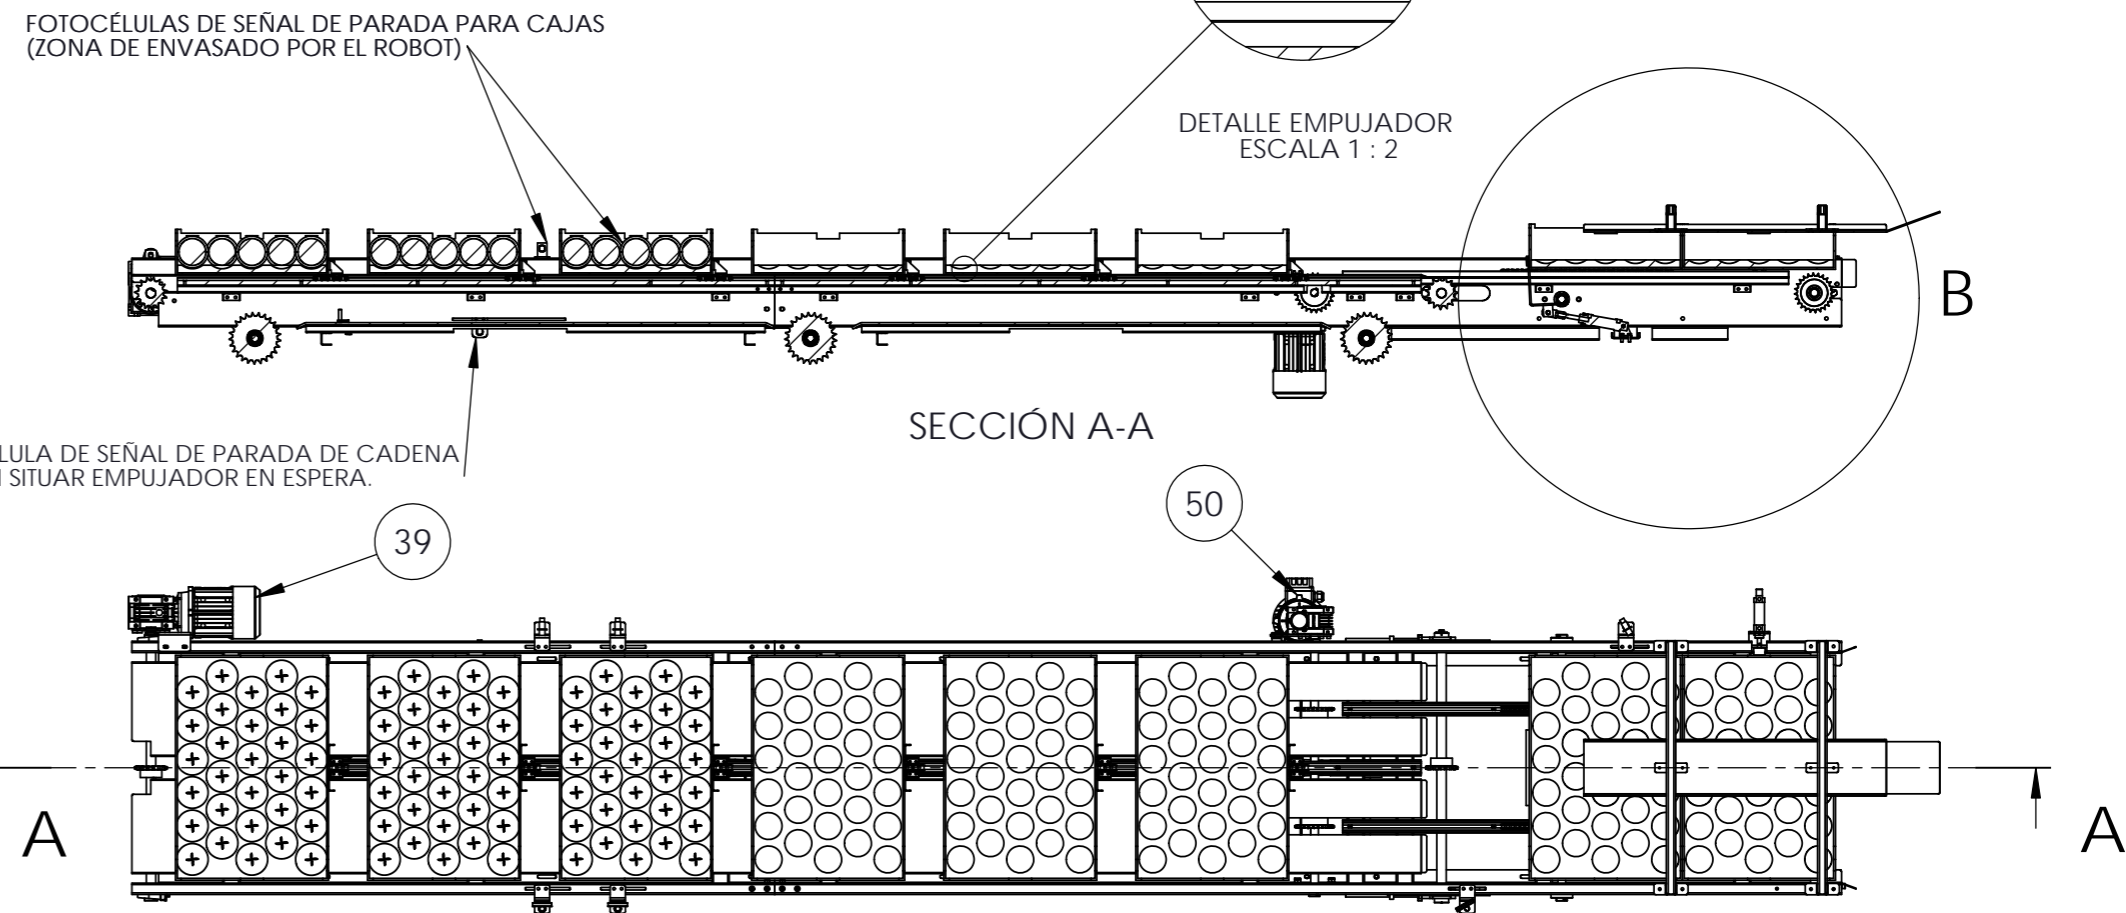 FOTOCÉLULAS DE SEÑAL DE PARADA PARA CAJAS
(ZONA DE ENVASADO POR EL ROBOT)
DETALLE EMPUJADOR
ESCALA 1 : 2
B
SECCIÓN A-A
DE SEÑAL DE PARADA DE CADENA
SITUAR EMPUJADOR EN ESPERA.
39
50
A
A